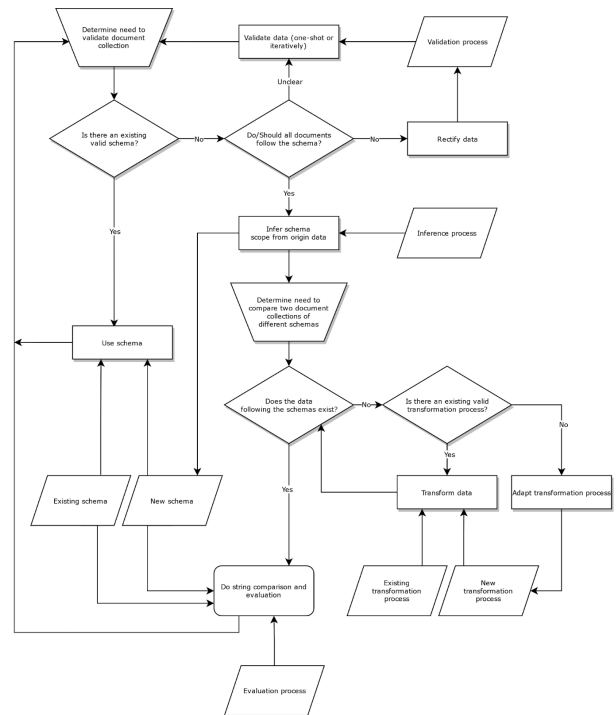 Determine need to
validate document
collection
Validate data (one-shot or
iteratively)
Validation process
Unclear
Is there an existing
valid schema?
No
Do/Should all documents
follow the schema?
No
Rectify data
Yes
Yes
Infer schema
scope from origin data
Inference process
Determine need to
compare two document
collections of
different schemas
Use schema
Does the data
following the schemas exist?
No
Is there an existing valid
transformation process?
No
Yes
Yes
Existing schema
New schema
Transform data
Adapt transformation process
Do string comparison and
evaluation
Existing
transformation
process
New
transformation
process
Evaluation process